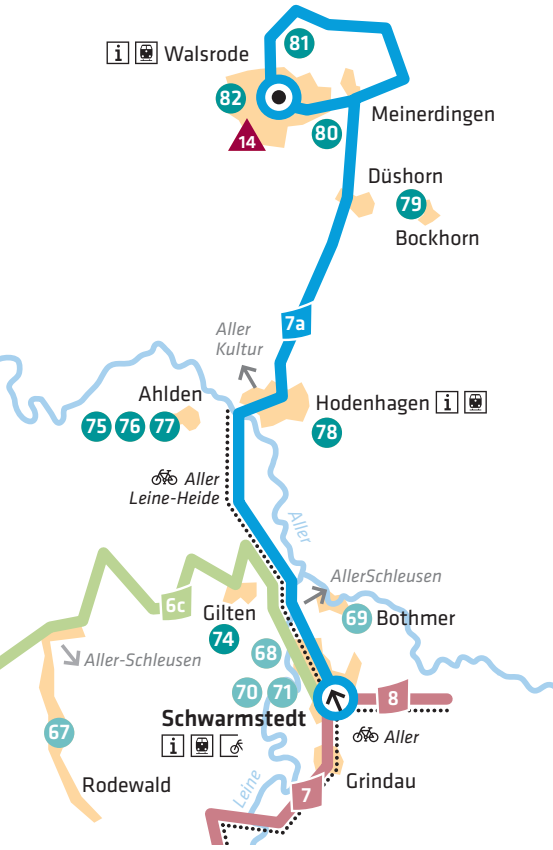 81
i Walsrode
82
14
80
Meinerdingen
Düshorn
79
Bockhorn
7a
Aller
Kultur
Ahlden
75 76 77
Hodenhagen i
78
Aller
Leine-Heide
Aller
AllerSchleusen
6c
Gilten
74
69 Bothmer
68
Aller-Schleusen
70 71
8
Schwarmstedt
i
Aller
67
Rodewald
Leine
7
Grindau